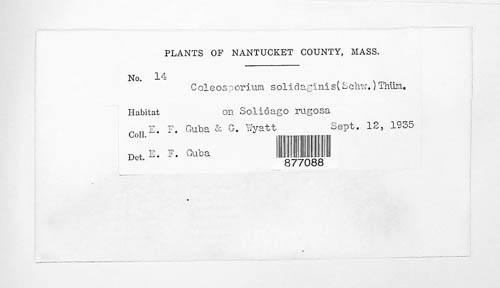 PLANTS OF NANTUCKET COUNTY, MASS.
No. 14
Coleosporium solidaginis(Schw.)Thüm.
Habitat on Solidago rugosa
Coll. E. F. Guba & G. Wyatt Sept. 12, 1935
Det. E. F. Guba
877088